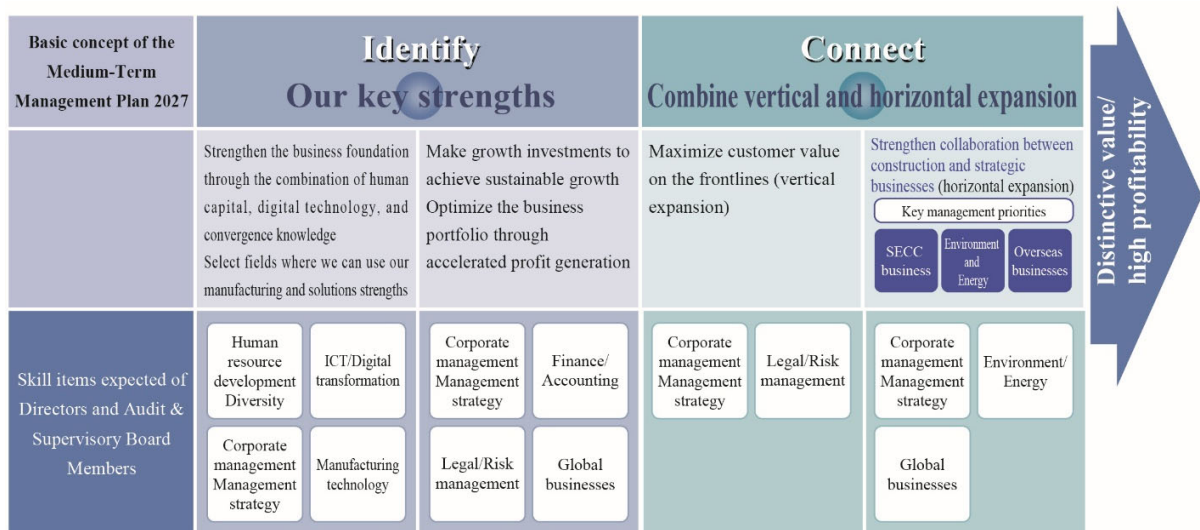 Basic concept of the
Medium-Term
Management Plan 2027
Identify
Our key strengths
Connect
Combine vertical and horizontal expansion
Strengthen the business foundation
through the combination of human
capital, digital technology, and
convergence knowledge
Select fields where we can use our
manufacturing and solutions strengths
Make growth investments to
achieve sustainable growth
Optimize the business
portfolio through
accelerated profit generation
Maximize customer value
on the frontlines (vertical
expansion)
Strengthen collaboration between
construction and strategic
businesses (horizontal expansion)
Key management priorities
SECC
business
Environment
and
Energy
Overseas
businesses
Distinctive value/
high profitability
Skill items expected of
Directors and Audit &
Supervisory Board
Members
Human
resource
development
Diversity
ICT/Digital
transformation
Corporate
management
Management
strategy
Manufacturing
technology
Corporate
management
Management
strategy
Finance/
Accounting
Legal/Risk
management
Global
businesses
Corporate
management
Management
strategy
Legal/Risk
management
Corporate
management
Management
strategy
Environment/
Energy
Global
businesses